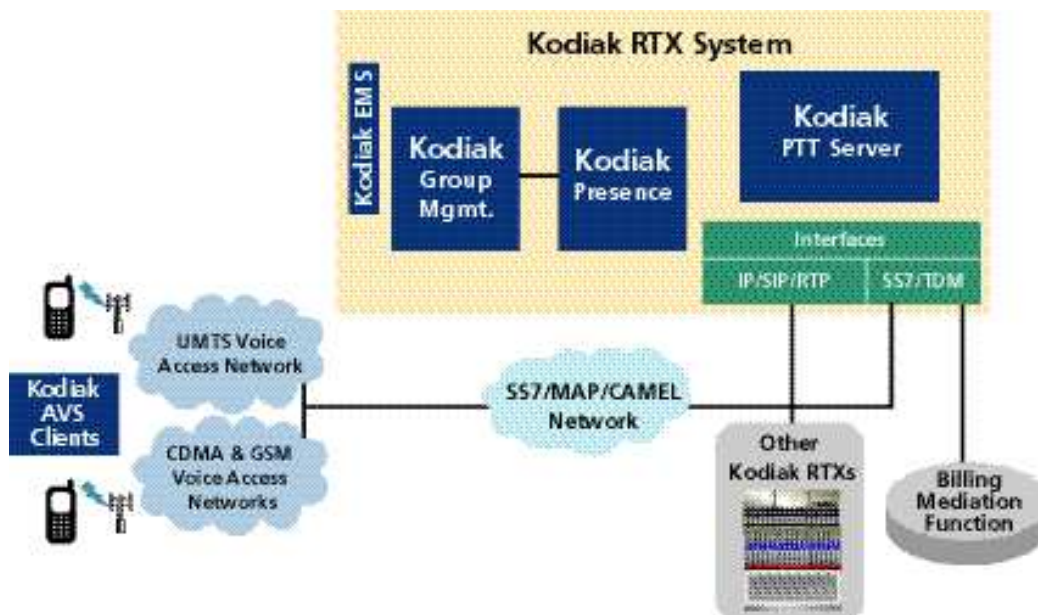 Kodiak RTX System
Kodiak EMS
Kodiak
Group
Mgmt.
Kodiak
Presence
Kodiak
PTT Server
Interfaces
IP/SIP/RTP
SS7/TDM
UMTS Voice
Access Network
Kodiak
AVS
Clients
CDMA & GSM
Voice Access
Networks
SS7/MAP/CAMEL
Network
Other
Kodiak RTXs
Billing
Mediation
Function